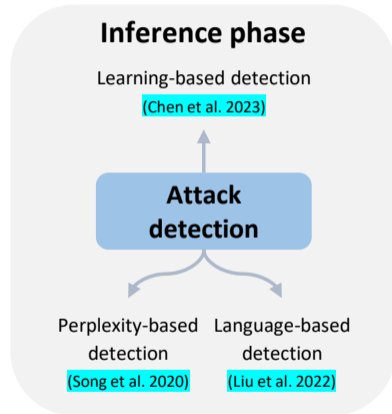 Inference phase
Learning-based detection
(Chen et al. 2023)
Attack
detection
Perplexity-based
detection
(Song et al. 2020)
Language-based
detection
(Liu et al. 2022)